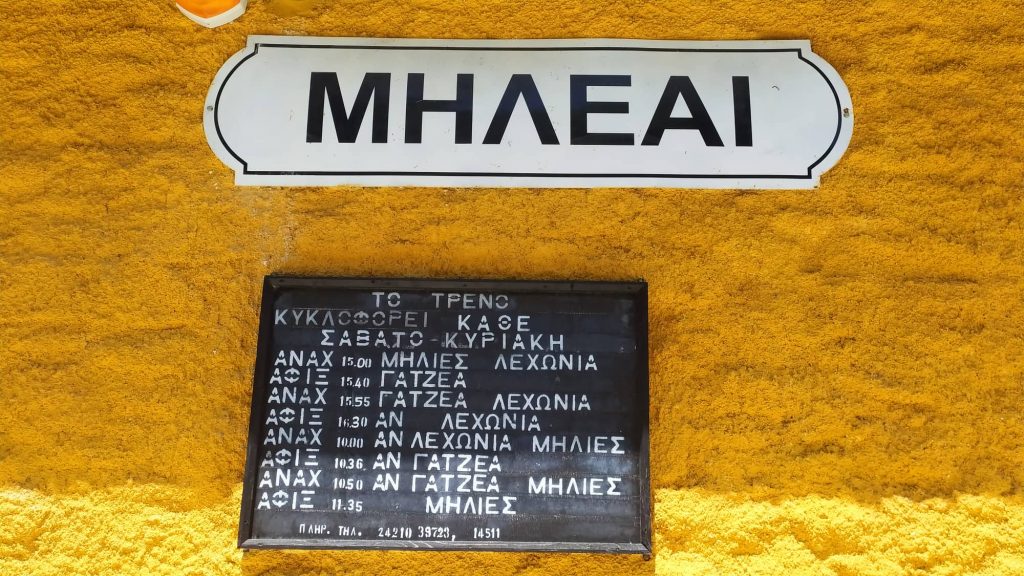 ΜΗΛΕΑΙ
ΤΟ ΤΡΕΝΟ
ΚΥΚΛΟΦΟΡΕΙ ΚΑΘΕ
ΣΑΒΑΤΟ-ΚΥΡΙΑΚΗ
ΑΝΑΧ 15.00 ΜΗΛΙΕΣ ΛΕΧΩΝΙΑ
ΑΦΙΞ 15.40 ΓΑΤΖΕΑ
ΑΝΑΧ 15.55 ΓΑΤΖΕΑ ΛΕΧΩΝΙΑ
ΑΦΙΞ 16.30 ΑΝ ΛΕΧΩΝΙΑ
ΑΝΑΧ 10.00 ΑΝ ΛΕΧΩΝΙΑ ΜΗΛΙΕΣ
ΑΦΙΞ 10.36 ΑΝ ΓΑΤΖΕΑ
ΑΝΑΧ 10.50 ΑΝ ΓΑΤΖΕΑ ΜΗΛΙΕΣ
ΑΦΙΞ 11.35 ΜΗΛΙΕΣ
ΠΛΗΡ. ΤΗΛ. 24210 39723, 14511